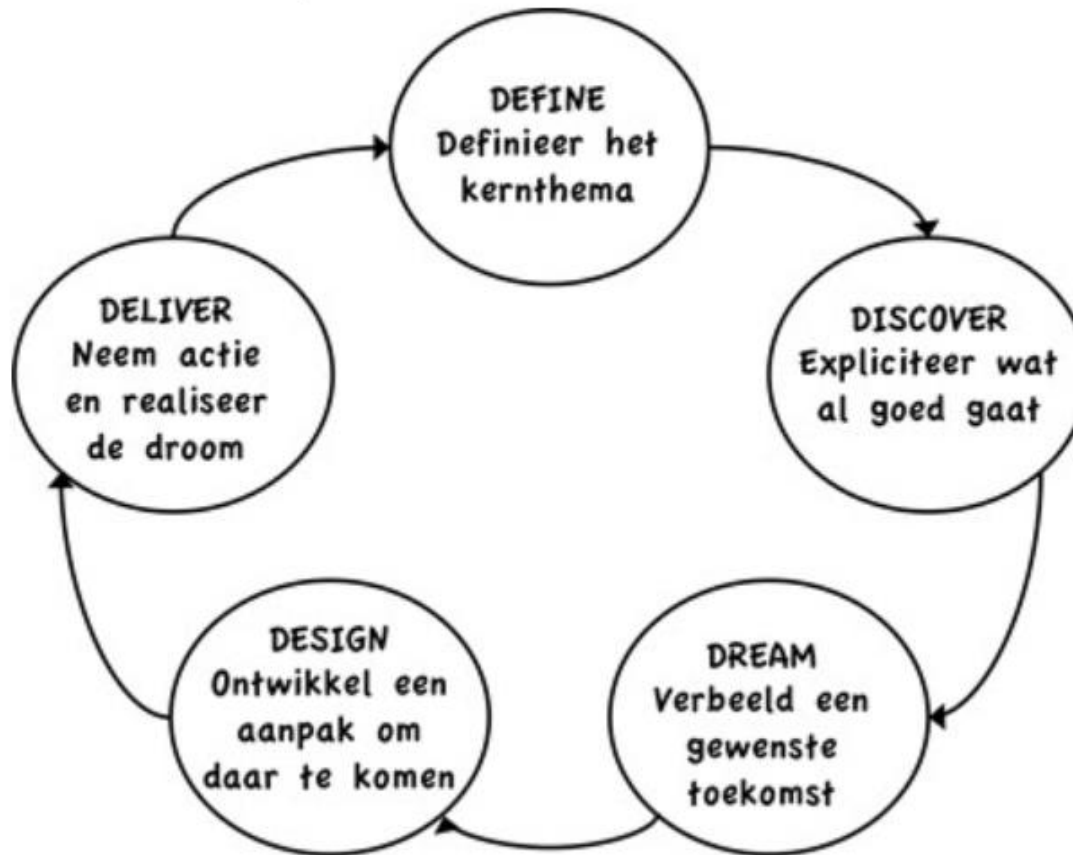 DEFINE
Definieer het
kernthema
DISCOVER
Expliciteer wat
al goed gaat
DREAM
Verbeeld een
gewenste
toekomst
DESIGN
Ontwikkel een
aanpak om
daar te komen
DELIVER
Neem actie
en realiseer
de droom